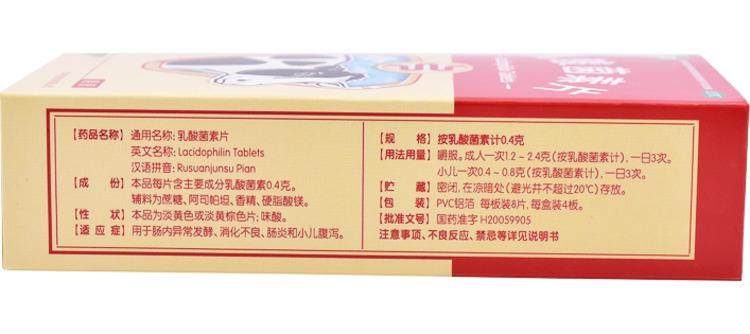 【药品名称】通用名称：乳酸菌素片
英文名称：Lacidophilin Tablets
汉语拼音：Rusuanjunsu Pian
【成　　份】本品每片含主要成分乳酸菌素0.4克。
辅料为蔗糖、阿司帕坦、香精、硬脂酸镁。
【性　　状】本品为淡黄色或淡黄棕色片；味酸。
【适 应 症】用于肠内异常发酵、消化不良、肠炎和小儿腹泻。
【规　　格】按乳酸菌素计0.4克
【用法用量】嚼服。成人一次1.2～2.4克(按乳酸菌素计)，一日3次。
小儿一次0.4～0.8克(按乳酸菌素计)，一日3次。
【贮　　藏】密闭，在凉暗处(避光并不超过20℃)存放。
【包　　装】PVC铝箔 每板装8片，每盒装4板。
【批准文号】国药准字 H20059905
注意事项、不良反应、禁忌等详见说明书